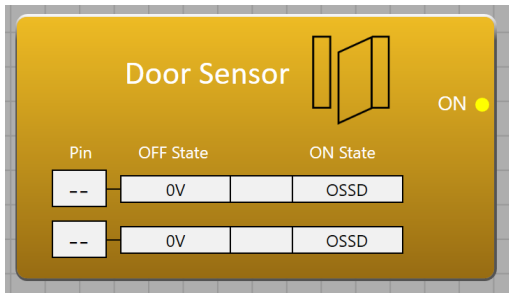 Door Sensor
ON
Pin OFF State ON State
-- 0V OSSD
-- 0V OSSD